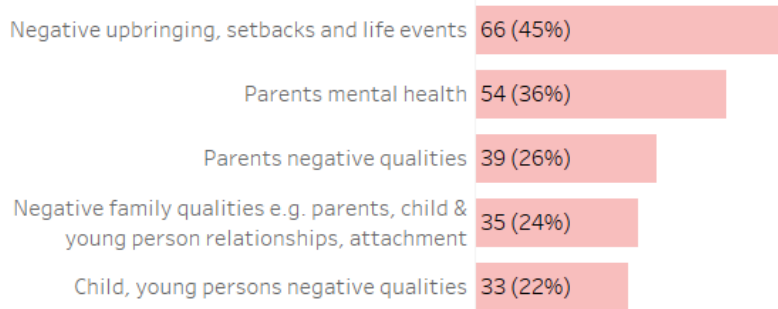 Negative upbringing, setbacks and life events 66 (45%)
Parents mental health 54 (36%)
Parents negative qualities 39 (26%)
Negative family qualities e.g. parents, child &
young person relationships, attachment 35 (24%)
Child, young persons negative qualities 33 (22%)